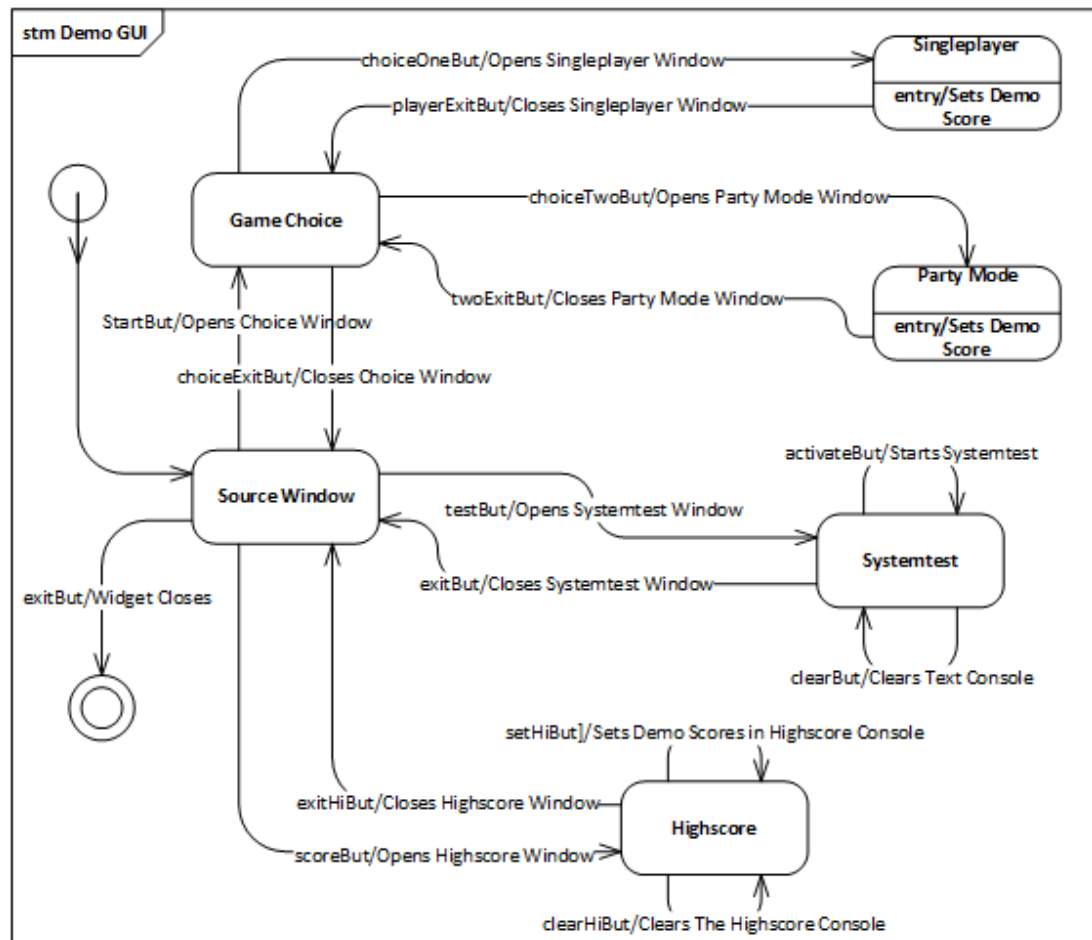 stm Demo GUI
Singleplayer
choiceOneBut/Opens Singleplayer Window
entry/Sets Demo
Score
playerExitBut/Closes Singleplayer Window
Game Choice
choiceTwoBut/Opens Party Mode Window
Party Mode
twoExitBut/Closes Party Mode Window
entry/Sets Demo
Score
StartBut/Opens Choice Window
choiceExitBut/Closes Choice Window
activateBut/Starts Systemtest
Source Window
testBut/Opens Systemtest Window
Systemtest
exitBut/Closes Systemtest Window
exitBut/Widget Closes
clearBut/Clears Text Console
setHiBut]/Sets Demo Scores in Highscore Console
exitHiBut/Closes Highscore Window
Highscore
scoreBut/Opens Highscore Window
clearHiBut/Clears The Highscore Console